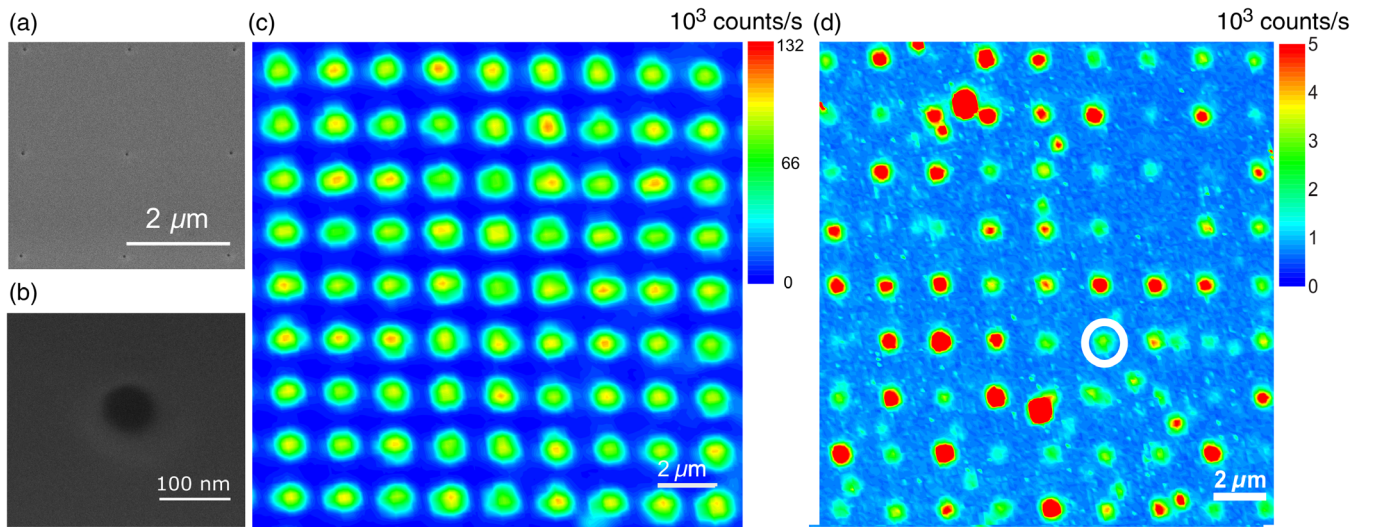 (a)
2 μm
(b)
100 nm
(c)
10³ counts/s
132
66
0
2 μm
(d)
10³ counts/s
5
4
3
2
1
0
2 μm